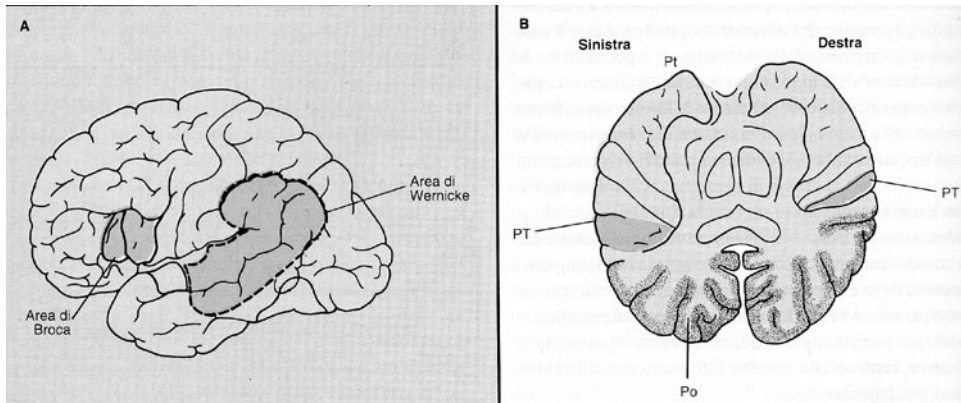 A
Area di
Wernicke
Area di
Broca
B
Sinistra
Destra
Pt
PT
PT
Po